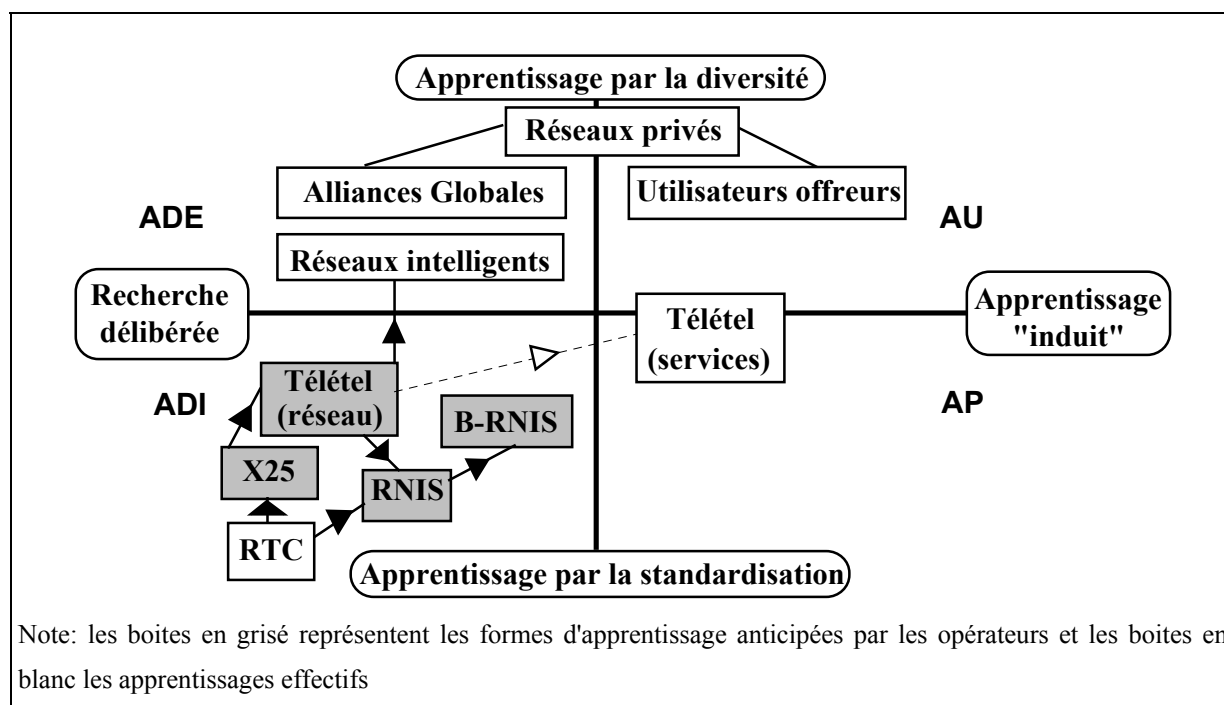 Apprentissage par la diversité
Réseaux privés
Alliances Globales
Utilisateurs offreurs
ADE
AU
Réseaux intelligents
Recherche
délibérée
Télétel
(services)
Apprentissage
"induit"
ADI
Télétel
(réseau)
AP
B-RNIS
X25
RNIS
RTC
Apprentissage par la standardisation
Note: les boites en grisé représentent les formes d'apprentissage anticipées par les opérateurs et les boites en
blanc les apprentissages effectifs